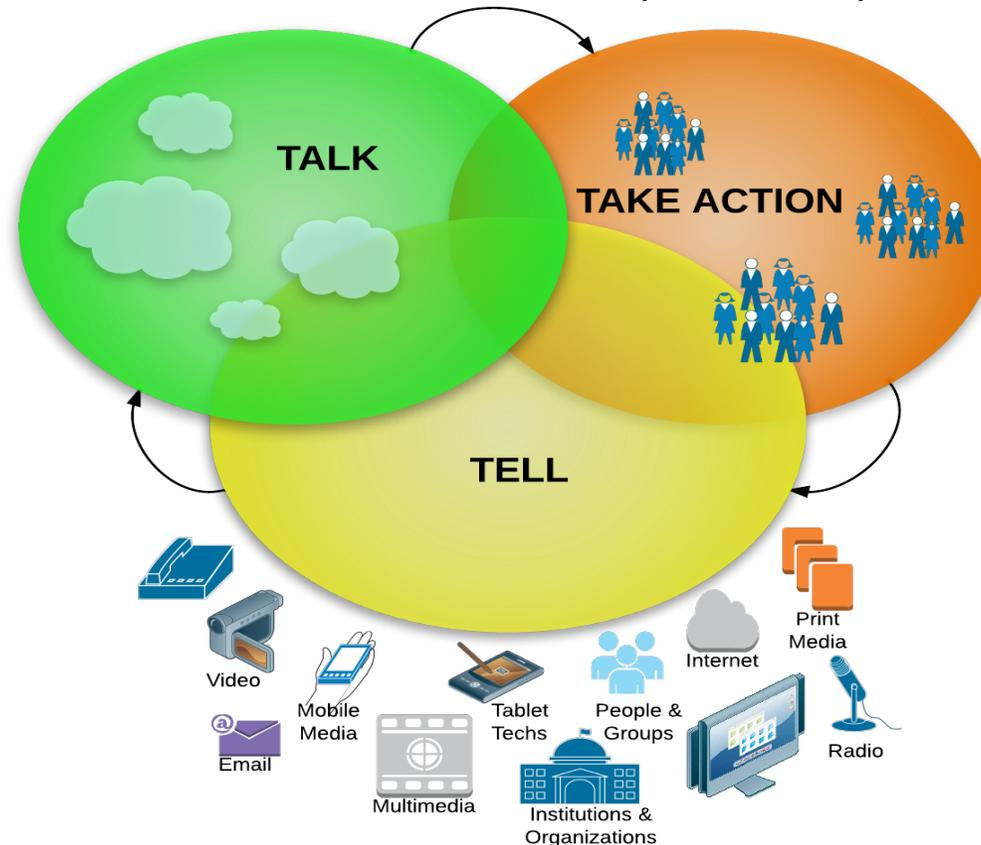 TALK
TAKE ACTION
TELL
Print
Media
Internet
Video
Mobile
Media
Tablet
Techs
People &
Groups
Radio
@
Email
Multimedia
Institutions &
Organizations